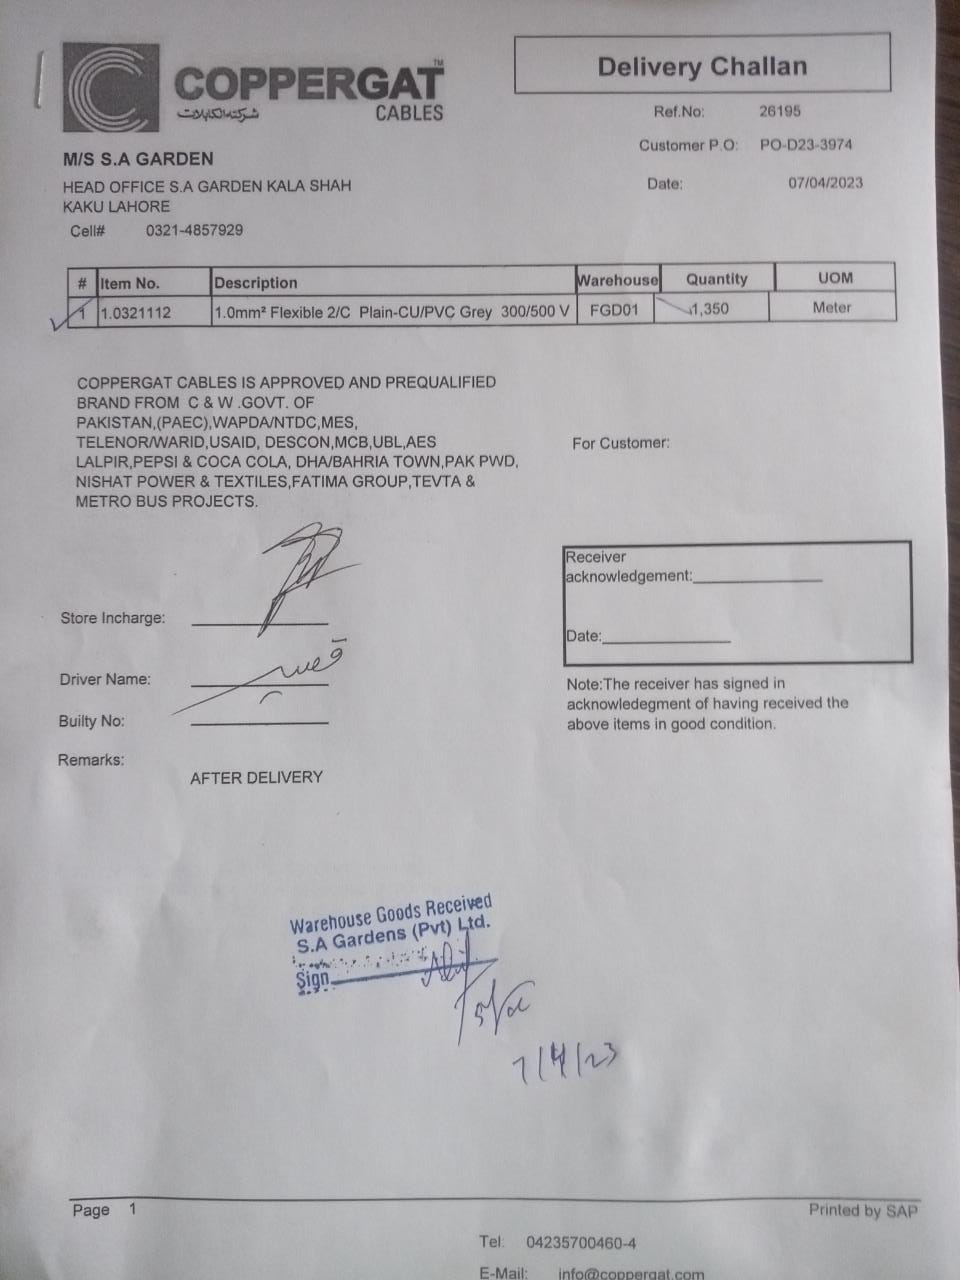 COPPERGAT TM
CABLES
Delivery Challan
Ref.No: 26195
Customer P.O: PO-D23-3974
Date: 07/04/2023
M/S S.A GARDEN
HEAD OFFICE S.A GARDEN KALA SHAH
KAKU LAHORE
Cell# 0321-4857929
# Item No. Description Warehouse Quantity UOM
1 1.0321112 1.0mm² Flexible 2/C Plain-CU/PVC Grey 300/500 V FGD01 1,350 Meter
COPPERGAT CABLES IS APPROVED AND PREQUALIFIED
BRAND FROM C & W .GOVT. OF
PAKISTAN,(PAEC),WAPDA/NTDC,MES,
TELENOR/WARID,USAID, DESCON,MCB,UBL,AES
LALPIR,PEPSI & COCA COLA, DHA/BAHRIA TOWN,PAK PWD,
NISHAT POWER & TEXTILES,FATIMA GROUP,TEVTA &
METRO BUS PROJECTS.
For Customer:
Receiver
acknowledgement:
Date:
Note:The receiver has signed in
acknowledegment of having received the
above items in good condition.
Store Incharge:
Driver Name:
Builty No:
Remarks:
AFTER DELIVERY
Warehouse Goods Received
S.A Gardens (Pvt) Ltd.
Sign
7/4/23
Page 1
Printed by SAP
Tel: 04235700460-4
E-Mail: info@coppergat.com